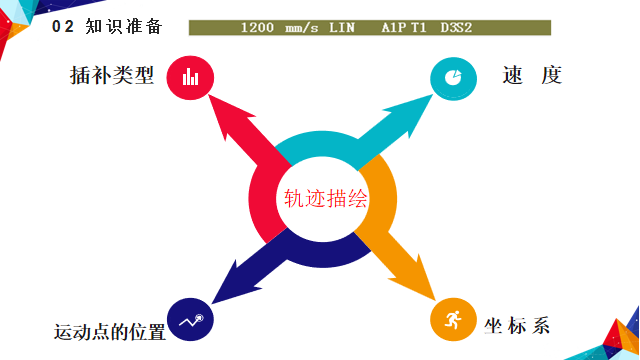 02 知识准备
1200 mm/s LIN A1P T1 D3S2
插补类型
速 度
轨迹描绘
运动点的位置
坐标系